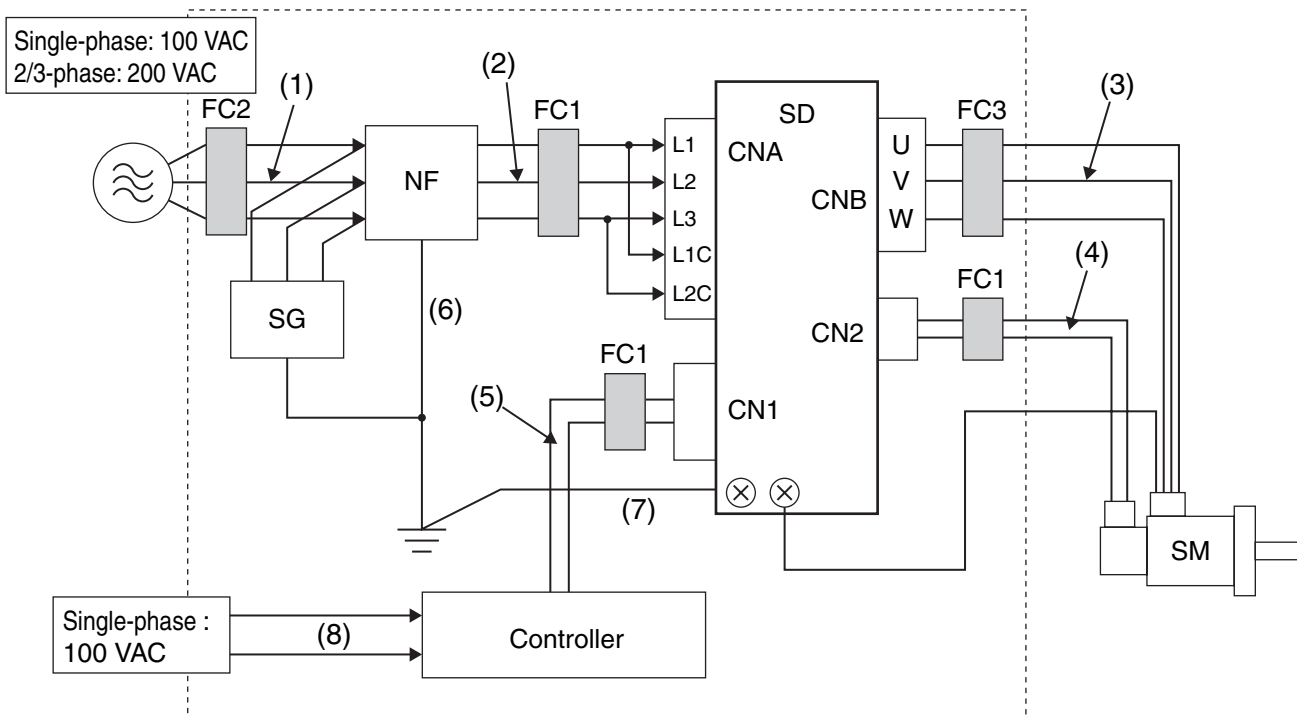 Single-phase: 100 VAC
2/3-phase: 200 VAC
(1)
(2)
(3)
FC2
FC1
FC3
SD
NF
L1
L2
L3
L1C
L2C
CNA
CNB
U
V
W
(4)
FC1
SG
(6)
CN2
FC1
(5)
CN1
(7)
SM
Single-phase :
100 VAC
(8)
Controller